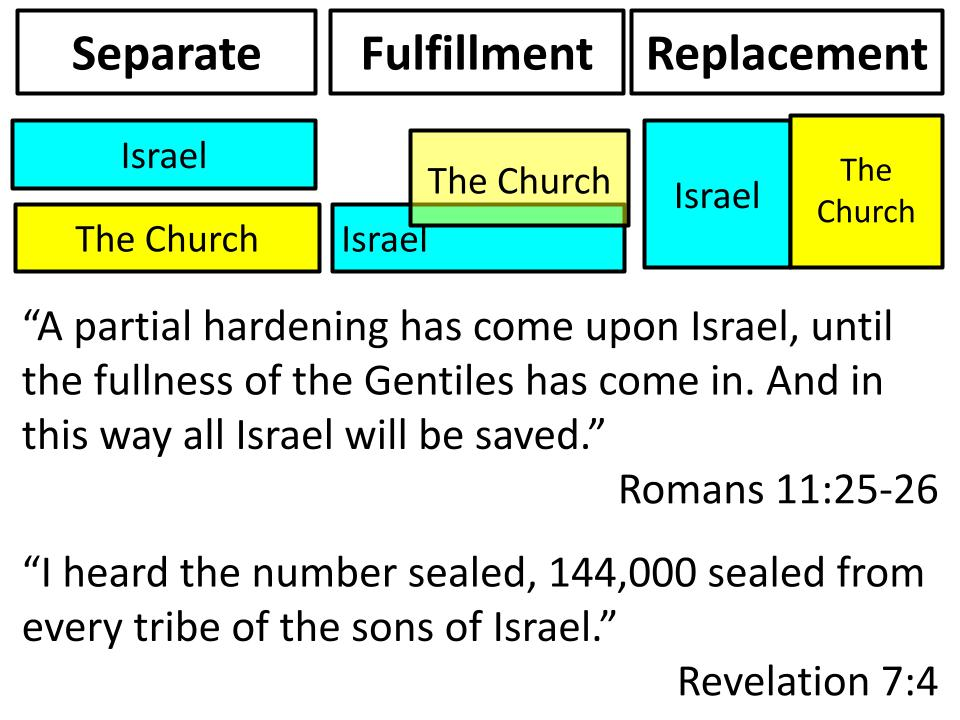 Separate
Fulfillment
Replacement
Israel
The Church
The Church
Israel
Israel
The
Church
“A partial hardening has come upon Israel, until
the fullness of the Gentiles has come in. And in
this way all Israel will be saved.”
Romans 11:25-26
“I heard the number sealed, 144,000 sealed from
every tribe of the sons of Israel.”
Revelation 7:4